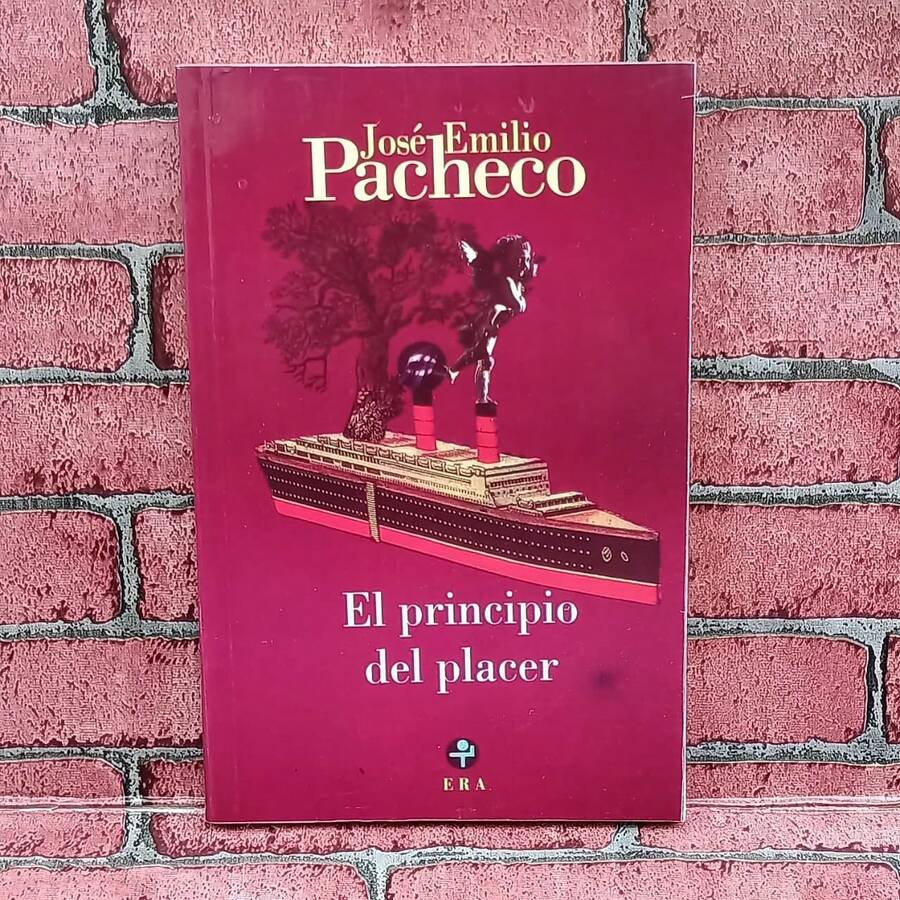 José Emilio
Pacheco
El principio
del placer
ERA